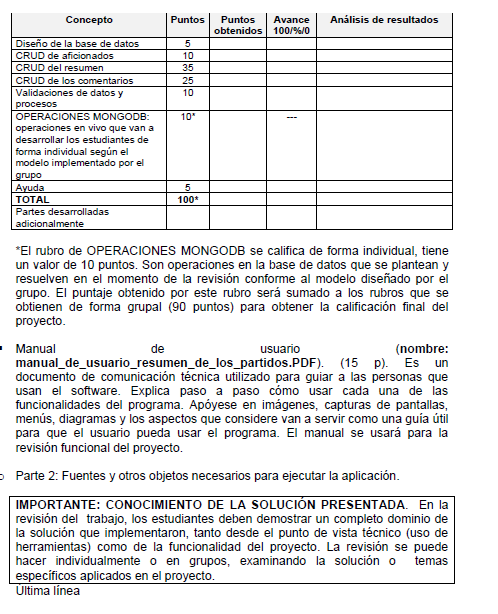 Concepto Puntos Puntos obtenidos Avance 100/%/0 Análisis de resultados
Diseño de la base de datos 5
CRUD de aficionados 10
CRUD del resumen 35
CRUD de los comentarios 25
Validaciones de datos y 10
procesos
OPERACIONES MONGODB: 10* ---
operaciones en vivo que van a
desarrollar los estudiantes de
forma individual según el
modelo implementado por el
grupo
Ayuda 5
TOTAL 100*
Partes desarrolladas
adicionalmente
*El rubro de OPERACIONES MONGODB se califica de forma individual, tiene
un valor de 10 puntos. Son operaciones en la base de datos que se plantean y
resuelven en el momento de la revisión conforme al modelo diseñado por el
grupo. El puntaje obtenido por este rubro será sumado a los rubros que se
obtienen de forma grupal (90 puntos) para obtener la calificación final del
proyecto.
Manual de usuario (nombre:
manual_de_usuario_resumen_de_los_partidos.PDF). (15 p). Es un
documento de comunicación técnica utilizado para guiar a las personas que
usan el software. Explica paso a paso cómo usar cada una de las
funcionalidades del programa. Apóyese en imágenes, capturas de pantallas,
menús, diagramas y los aspectos que considere van a servir como una guía útil
para que el usuario pueda usar el programa. El manual se usará para la
revisión funcional del proyecto.
Parte 2: Fuentes y otros objetos necesarios para ejecutar la aplicación.
IMPORTANTE: CONOCIMIENTO DE LA SOLUCIÓN PRESENTADA. En la
revisión del trabajo, los estudiantes deben demostrar un completo dominio de
la solución que implementaron, tanto desde el punto de vista técnico (uso de
herramientas) como de la funcionalidad del proyecto. La revisión se puede
hacer individualmente o en grupos, examinando la solución o temas
específicos aplicados en el proyecto.
Última línea